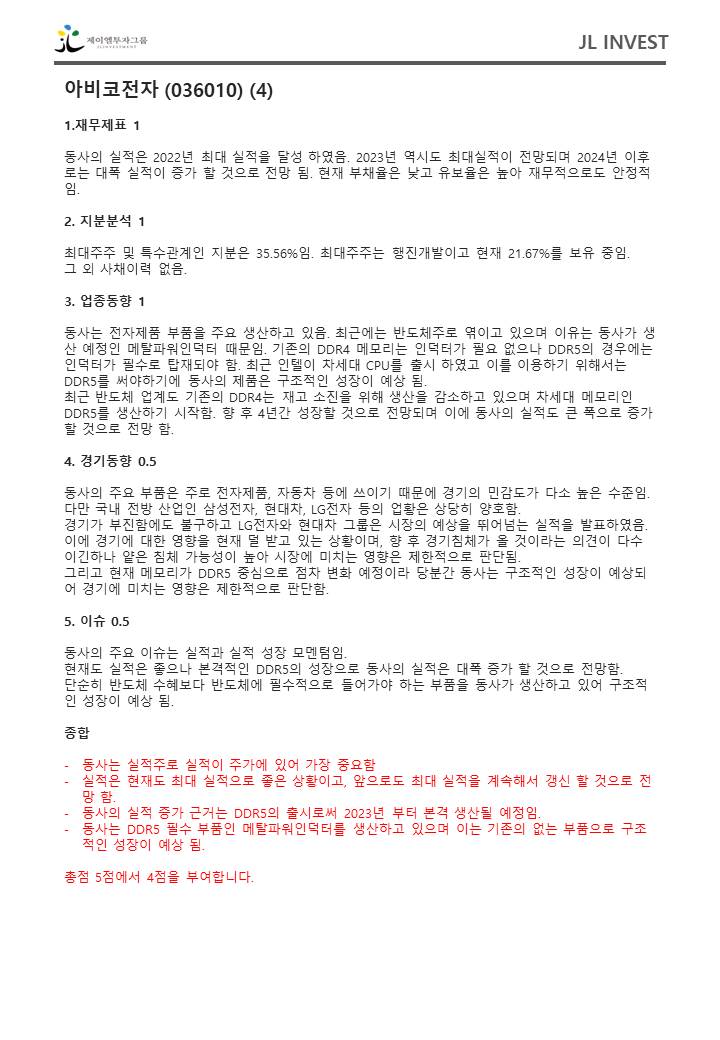 제이엘투자그룹
JLINVESTMENT
JL INVEST
아비코전자 (036010) (4)
1.재무제표 1
동사의 실적은 2022년 최대 실적을 달성 하였음. 2023년 역시도 최대실적이 전망되며 2024년 이후
로는 대폭 실적이 증가 할 것으로 전망 됨. 현재 부채율은 낮고 유보율은 높아 재무적으로도 안정적
임.
2. 지분분석 1
최대주주 및 특수관계인 지분은 35.56%임. 최대주주는 행진개발이고 현재 21.67%를 보유 중임.
그 외 사채이력 없음.
3. 업종동향 1
동사는 전자제품 부품을 주요 생산하고 있음. 최근에는 반도체주로 엮이고 있으며 이유는 동사가 생
산 예정인 메탈파워인덕터 때문임. 기존의 DDR4 메모리는 인덕터가 필요 없으나 DDR5의 경우에는
인덕터가 필수로 탑재되야 함. 최근 인텔이 차세대 CPU를 출시 하였고 이를 이용하기 위해서는
DDR5를 써야하기에 동사의 제품은 구조적인 성장이 예상 됨.
최근 반도체 업계도 기존의 DDR4는 재고 소진을 위해 생산을 감소하고 있으며 차세대 메모리인
DDR5를 생산하기 시작함. 향 후 4년간 성장할 것으로 전망되며 이에 동사의 실적도 큰 폭으로 증가
할 것으로 전망 함.
4. 경기동향 0.5
동사의 주요 부품은 주로 전자제품, 자동차 등에 쓰이기 때문에 경기의 민감도가 다소 높은 수준임.
다만 국내 전방 산업인 삼성전자, 현대차, LG전자 등의 업황은 상당히 양호함.
경기가 부진함에도 불구하고 LG전자와 현대차 그룹은 시장의 예상을 뛰어넘는 실적을 발표하였음.
이에 경기에 대한 영향을 현재 덜 받고 있는 상황이며, 향 후 경기침체가 올 것이라는 의견이 다수
이긴하나 얕은 침체 가능성이 높아 시장에 미치는 영향은 제한적으로 판단됨.
그리고 현재 메모리가 DDR5 중심으로 점차 변화 예정이라 당분간 동사는 구조적인 성장이 예상되
어 경기에 미치는 영향은 제한적으로 판단함.
5. 이슈 0.5
동사의 주요 이슈는 실적과 실적 성장 모멘텀임.
현재도 실적은 좋으나 본격적인 DDR5의 성장으로 동사의 실적은 대폭 증가 할 것으로 전망함.
단순히 반도체 수혜보다 반도체에 필수적으로 들어가야 하는 부품을 동사가 생산하고 있어 구조적
인 성장이 예상 됨.
종합
- 동사는 실적주로 실적이 주가에 있어 가장 중요함
- 실적은 현재도 최대 실적으로 좋은 상황이고, 앞으로도 최대 실적을 계속해서 갱신 할 것으로 전
망 함.
- 동사의 실적 증가 근거는 DDR5의 출시로써 2023년 부터 본격 생산될 예정임.
- 동사는 DDR5 필수 부품인 메탈파워인덕터를 생산하고 있으며 이는 기존의 없는 부품으로 구조
적인 성장이 예상 됨.
총점 5점에서 4점을 부여합니다.